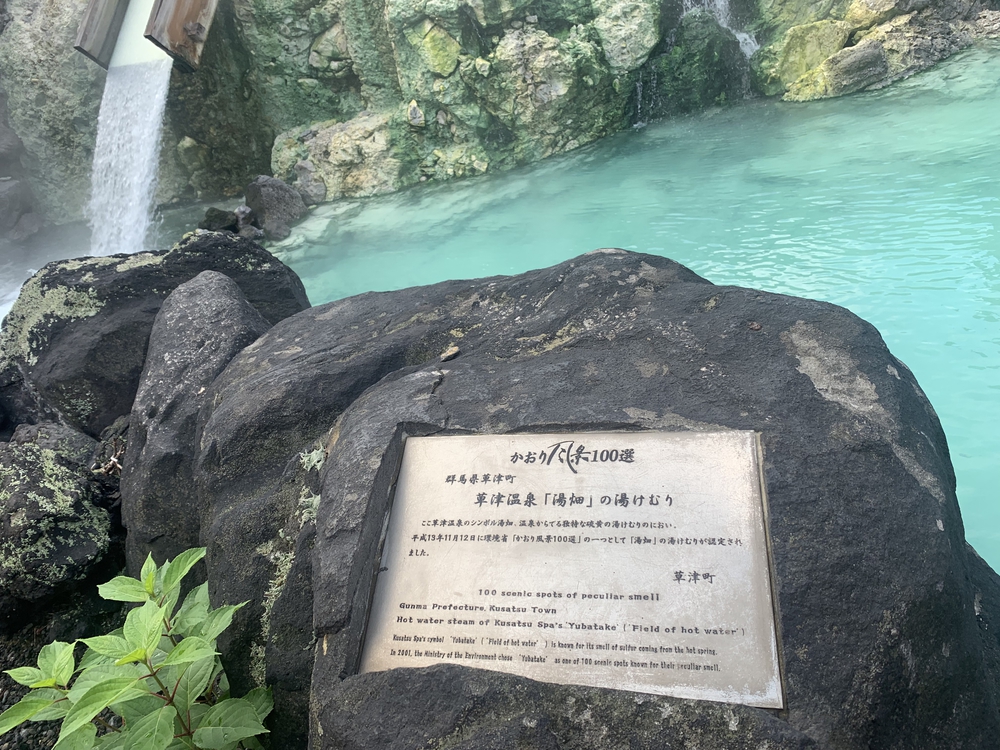 かおり風景100選
群馬県草津町
草津温泉「湯畑」の湯けむり
ここ草津温泉のシンボル湯畑、温泉からでる独特な硫黄の湯けむりのにおい。
平成13年11月12日に環境省「かおり風景100選」の一つとして「湯畑」の湯けむりが認定され
ました。
草津町
100 scenic spots of peculiar smell
Gunma Prefecture, Kusatsu Town
Hot water steam of Kusatsu Spa's "Yubatake" ( "Field of hot water" )
Kusatsu Spa's symbol "Yubatake" ( "Field of hot water" ) is known for its smell of sulfur coming from the hot spring.
In 2001, the Ministry of the Environment chose "Yubatake" as one of 100 scenic spots known for their peculiar smell.